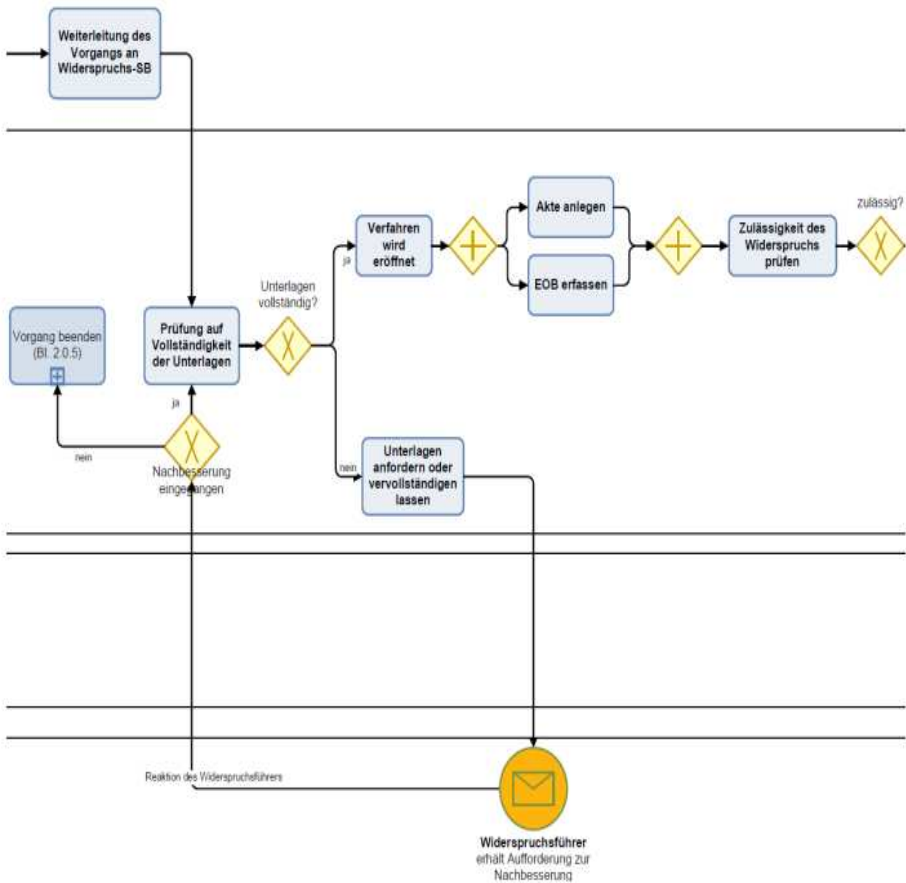 Weiterleitung des
Vorgangs an
Widerspruchs-SB
zulässig?
Akte anlegen
Verfahren
wird
eröffnet
ja
Zulässigkeit des
Widerspruchs
prüfen
EOB erfassen
Unterlagen
vollständig?
Vorgang beenden
(Bl. 2.0.5)
Prüfung auf
Vollständigkeit
der Unterlagen
ja
nein
Nachbesserung
eingegangen
nein
Unterlagen
anfordern oder
vervollständigen
lassen
Reaktion des Widerspruchsführers
Widerspruchsführer
erhält Aufforderung zur
Nachbesserung